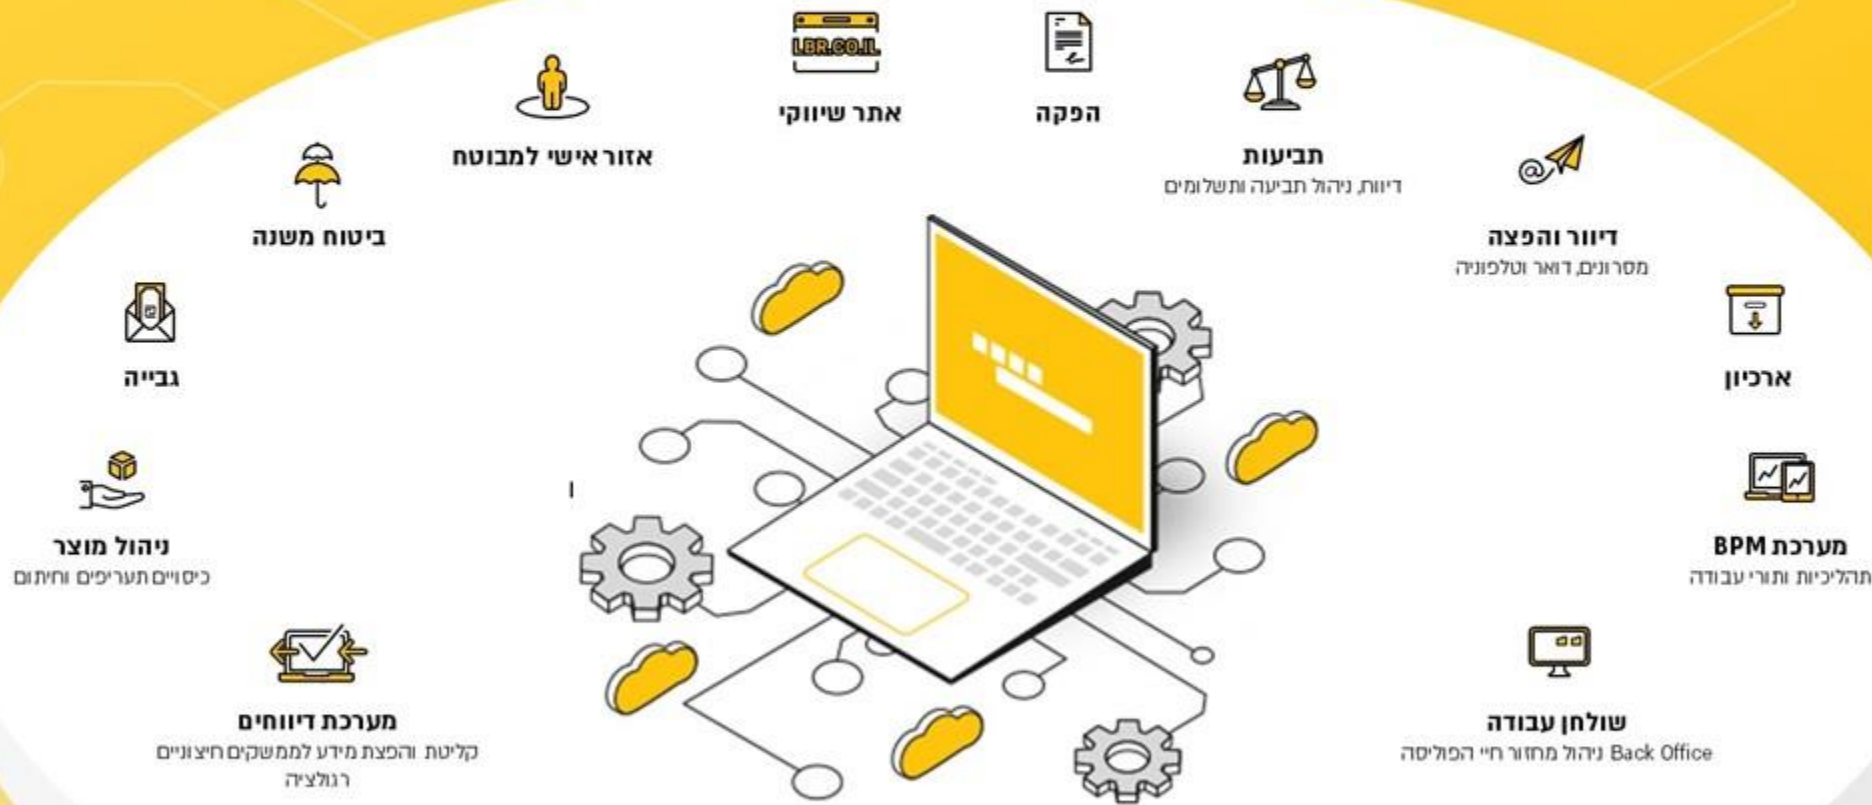 LBR.CO.IL
אתר שיווקי
הפקה
תביעות
דיווח, ניהול תביעה ותשלומים
דיוור והפצה
מסרונים, דואר וטלפוניה
ארכיון
מערכת BPM
תהליכיות ותורי עבודה
שולחן עבודה
Back Office ניהול מחזור חיי הפוליסה
אזור אישי למבוטח
ביטוח משנה
גבייה
ניהול מוצר
כיסויים תעריפים וחיתום
מערכת דיווחים
קליטת והפצת מידע לממשקים חיצוניים
רגולציה
ו